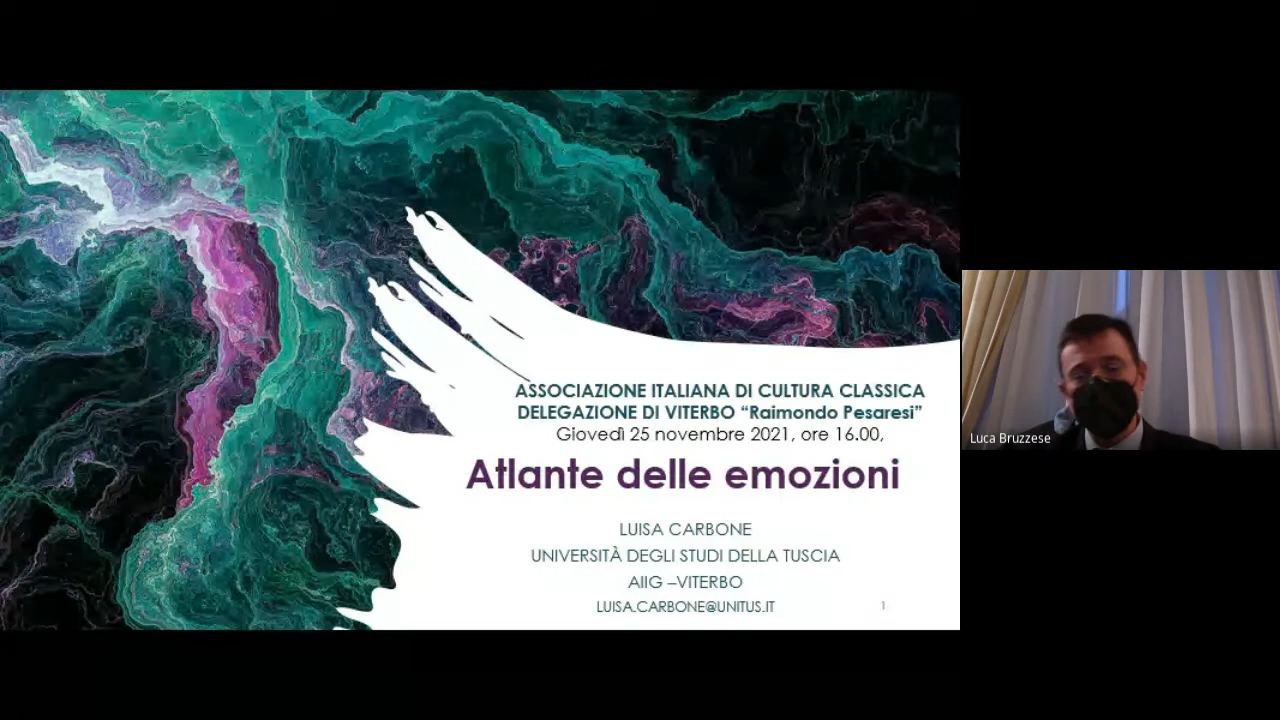 ASSOCIAZIONE ITALIANA DI CULTURA CLASSICA
DELEGAZIONE DI VITERBO “Raimondo Pesaresi”
Giovedì 25 novembre 2021, ore 16.00,
Atlante delle emozioni
LUISA CARBONE
UNIVERSITÀ DEGLI STUDI DELLA TUSCIA
AIIG –VITERBO
LUISA.CARBONE@UNITUS.IT
1
Luca Bruzzese